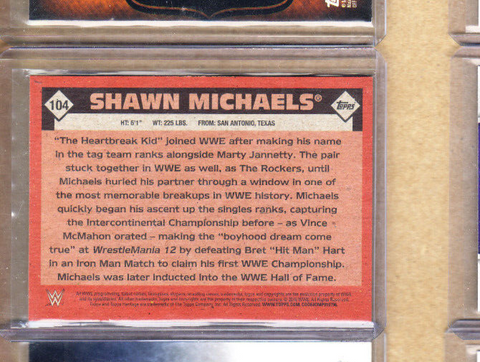 104
SHAWN MICHAELS®
TOPPS
HT: 6'1" WT: 225 LBS. FROM: SAN ANTONIO, TEXAS
"The Heartbreak Kid" joined WWE after making his name
in the tag team ranks alongside Marty Jannetty. The pair
stuck together in WWE as well, as The Rockers, until
Michaels hurled his partner through a window in one of
the most memorable breakups in WWE history. Michaels
quickly began his ascent up the singles ranks, capturing
the Intercontinental Championship before – as Vince
McMahon orated – making the "boyhood dream come
true" at WrestleMania 12 by defeating Bret "Hit Man" Hart
in an Iron Man Match to claim his first WWE Championship.
Michaels was later inducted into the WWE Hall of Fame.